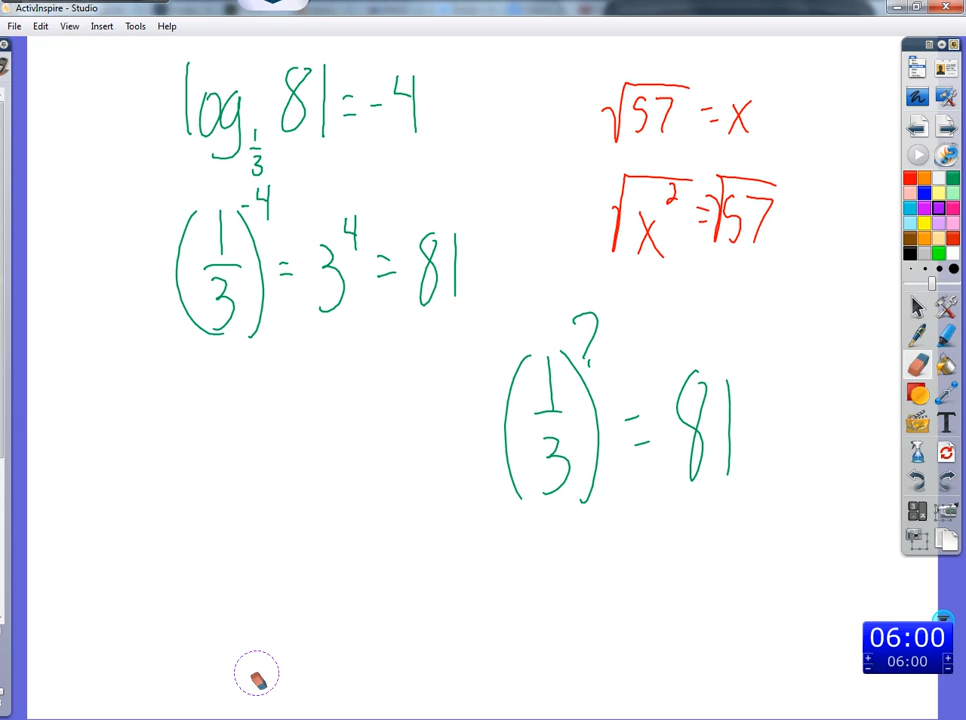 ActivInspire - Studio
File Edit View Insert Tools Help
log_{1/3} 81 = -4
(1/3)^{-4} = 3^4 = 81
√57 = x
√x^2 = √57
(1/3)^? = 81
06:00
06:00